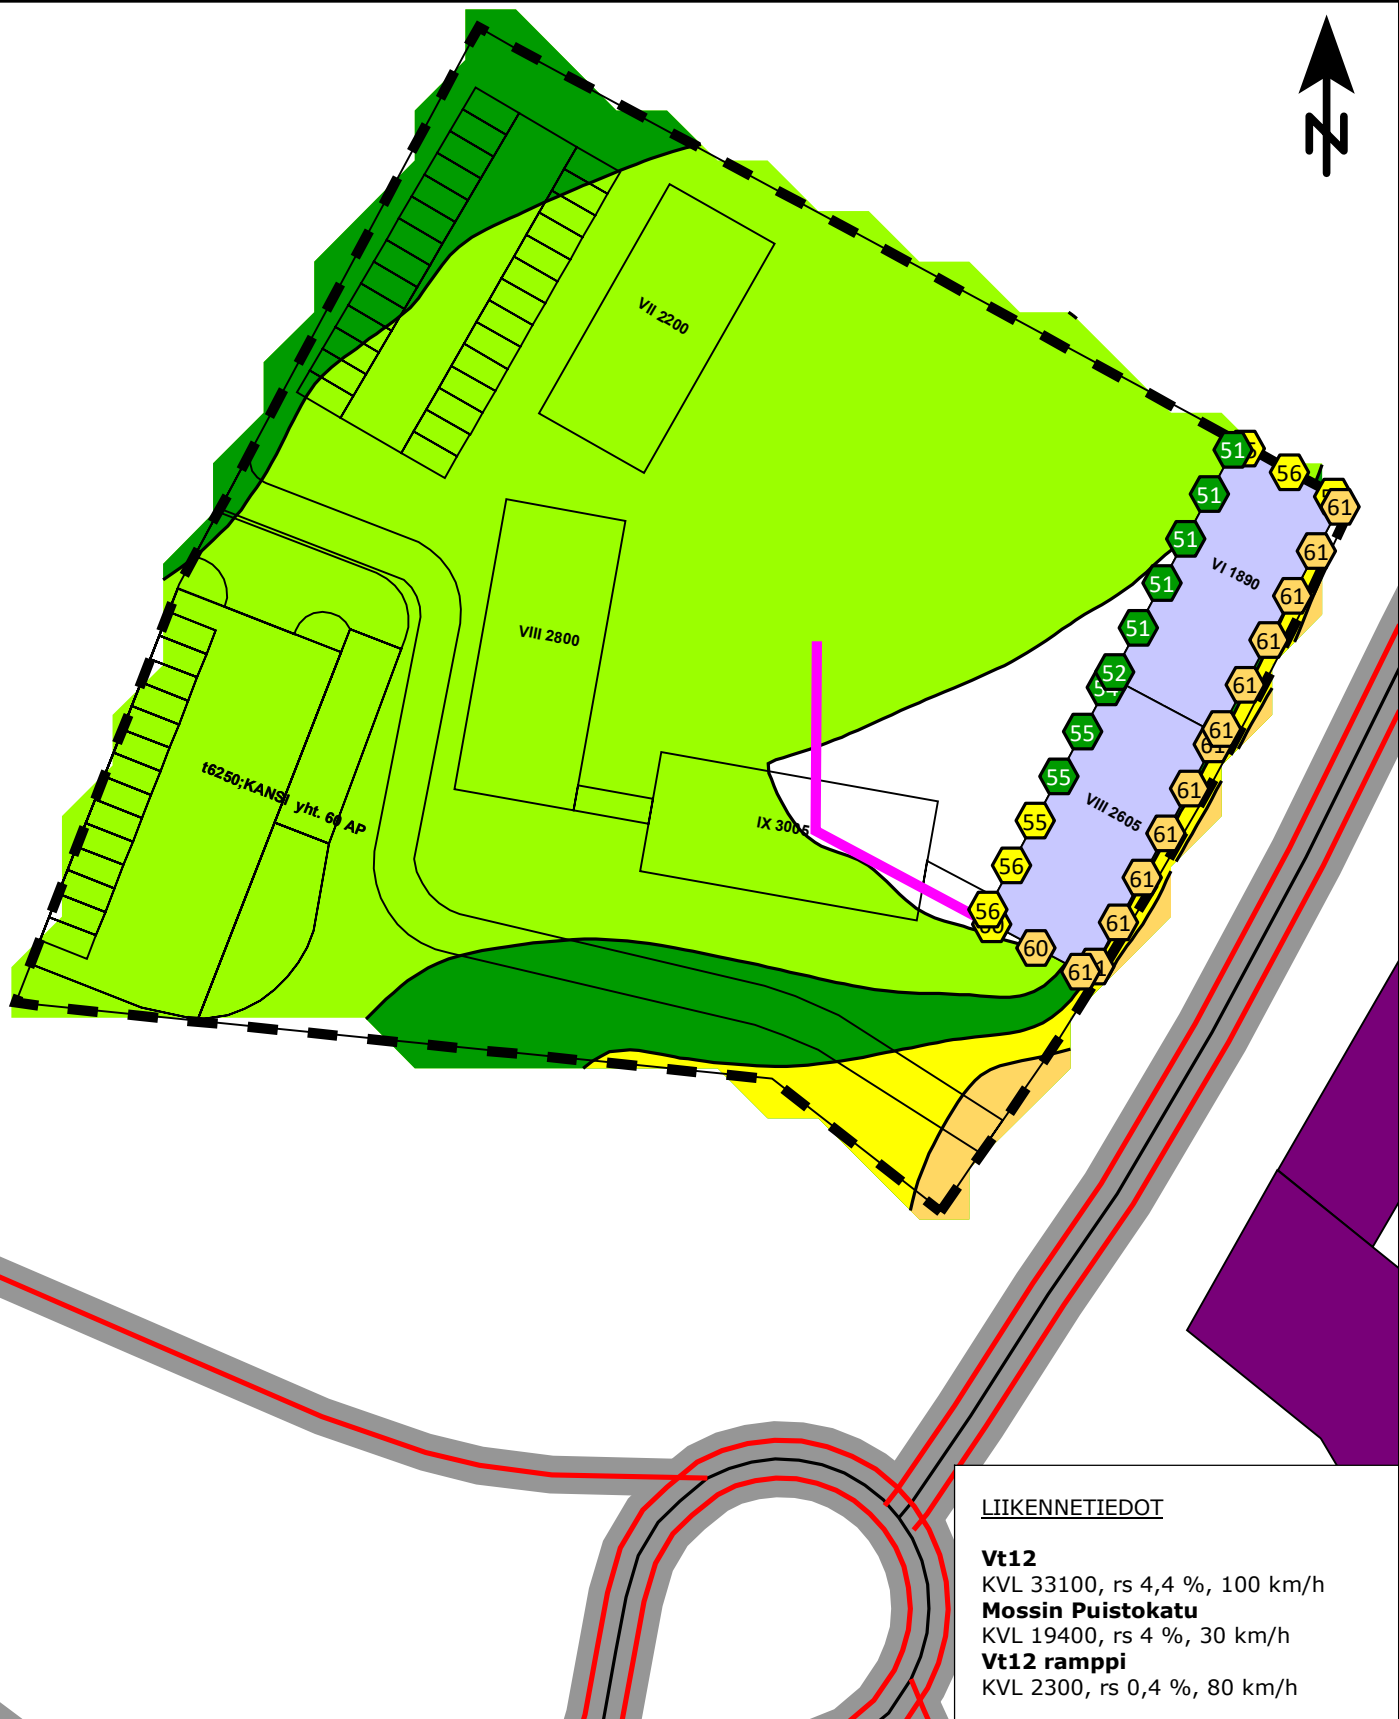 N
VII 2200
51
56
51
61
51
61
VI 1890
51
61
51
61
VIII 2800
51
61
52
54
61
55
61
t6250;KANSI yht. 60 AP
55
61
VIII 2605
IX 3005
55
61
56
61
56
60
61
60
61
LIIKENNETIEDOT
Vt12
KVL 33100, rs 4,4 %, 100 km/h
Mossin Puistokatu
KVL 19400, rs 4 %, 30 km/h
Vt12 ramppi
KVL 2300, rs 0,4 %, 80 km/h